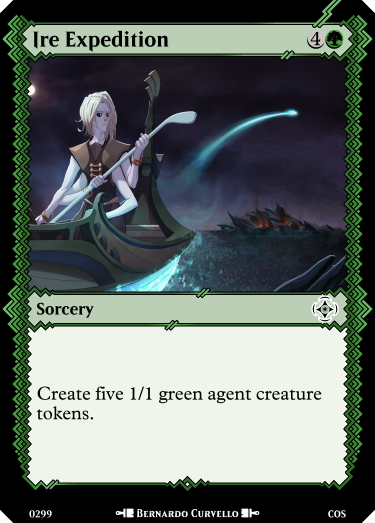 Ire Expedition 4
Sorcery
Create five 1/1 green agent creature
tokens.
0299 Bernardo Curvello COS